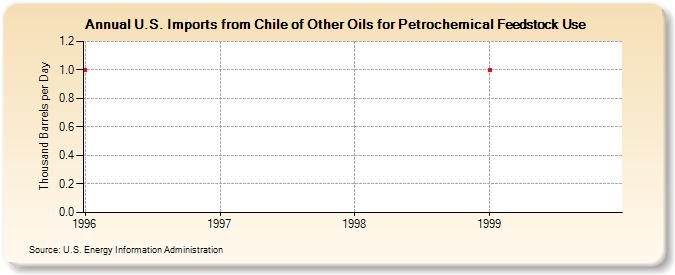 Annual U.S. Imports from Chile of Other Oils for Petrochemical Feedstock Use
Thousand Barrels per Day
1.2
1.0
0.8
0.6
0.4
0.2
0.0
1996 1997 1998 1999
Source: U.S. Energy Information Administration